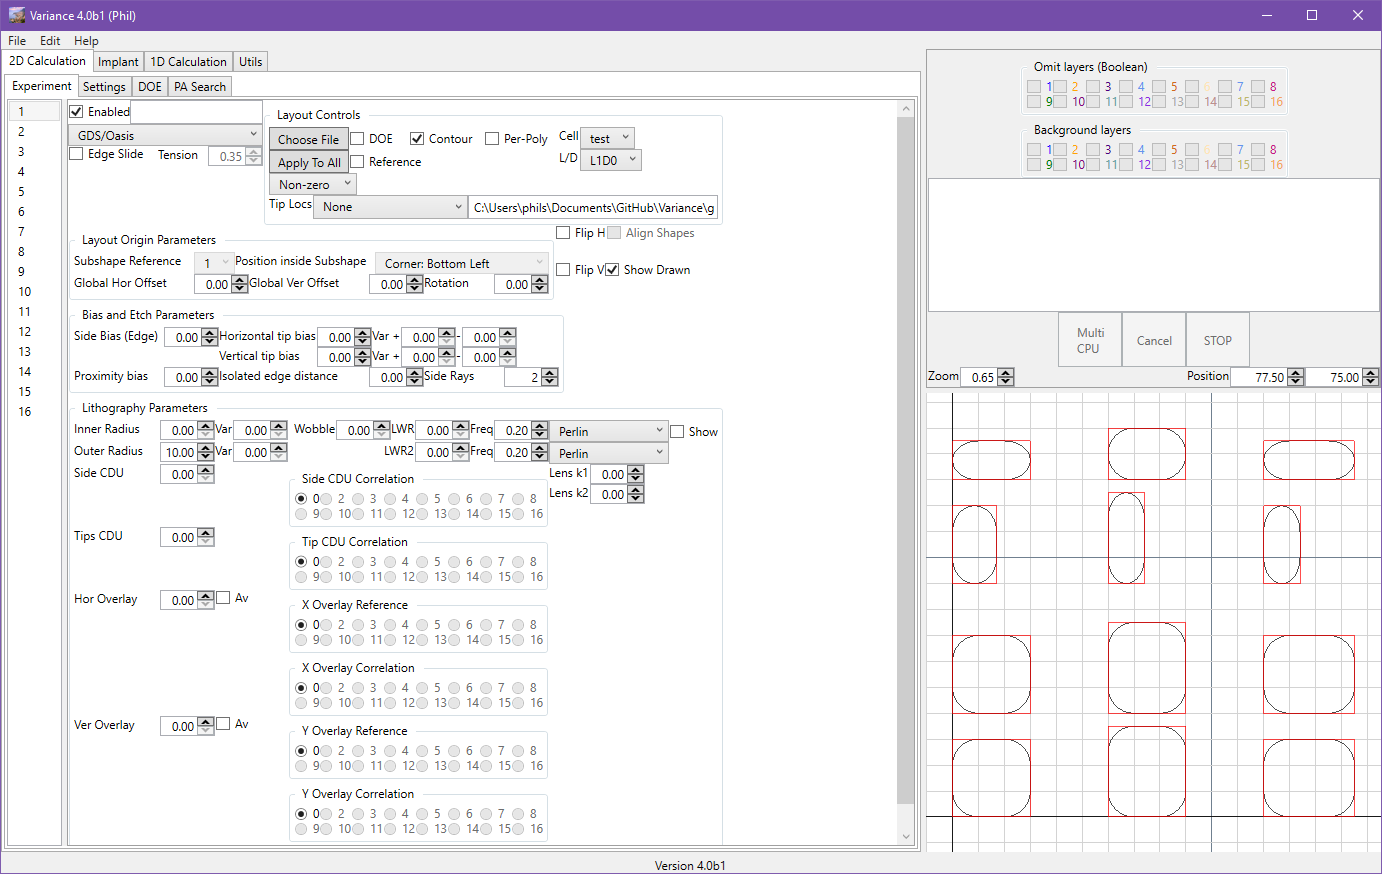 Variance 4.0b1 (Phil)
File Edit Help
2D Calculation Implant 1D Calculation Utils
Experiment Settings DOE PA Search
1
2
3
4
5
6
7
8
9
10
11
12
13
14
15
16
Enabled
GDS/Oasis
Edge Slide Tension 0.35
Layout Controls
Choose File DOE Contour Per-Poly Cell test
Apply To All Reference L/D L1D0
Non-zero
Tip Locs None C:\Users\phils\Documents\GitHub\Variance\g
Flip H Align Shapes
Flip V Show Drawn
Layout Origin Parameters
Subshape Reference 1 Position inside Subshape Corner: Bottom Left
Global Hor Offset 0.00 Global Ver Offset 0.00 Rotation 0.00
Bias and Etch Parameters
Side Bias (Edge) 0.00 Horizontal tip bias 0.00 Var + 0.00 - 0.00
Vertical tip bias 0.00 Var + 0.00 - 0.00
Proximity bias 0.00 Isolated edge distance 0.00 Side Rays 2
Lithography Parameters
Inner Radius 0.00 Var 0.00 Wobble 0.00 LWR 0.00 Freq 0.20 Perlin Show
Outer Radius 10.00 Var 0.00 LWR2 0.00 Freq 0.20 Perlin
Side CDU 0.00 Lens k1 0.00
Lens k2 0.00
Side CDU Correlation
0 2 3 4 5 6 7 8
9 10 11 12 13 14 15 16
Tips CDU 0.00
Tip CDU Correlation
0 2 3 4 5 6 7 8
9 10 11 12 13 14 15 16
Hor Overlay 0.00 Av
X Overlay Reference
0 2 3 4 5 6 7 8
9 10 11 12 13 14 15 16
X Overlay Correlation
0 2 3 4 5 6 7 8
9 10 11 12 13 14 15 16
Ver Overlay 0.00 Av
Y Overlay Reference
0 2 3 4 5 6 7 8
9 10 11 12 13 14 15 16
Y Overlay Correlation
0 2 3 4 5 6 7 8
9 10 11 12 13 14 15 16
Omit layers (Boolean)
1 2 3 4 5 6 7 8
9 10 11 12 13 14 15 16
Background layers
1 2 3 4 5 6 7 8
9 10 11 12 13 14 15 16
Multi
CPU
Cancel
STOP
Zoom 0.65 Position 77.50 75.00
Version 4.0b1